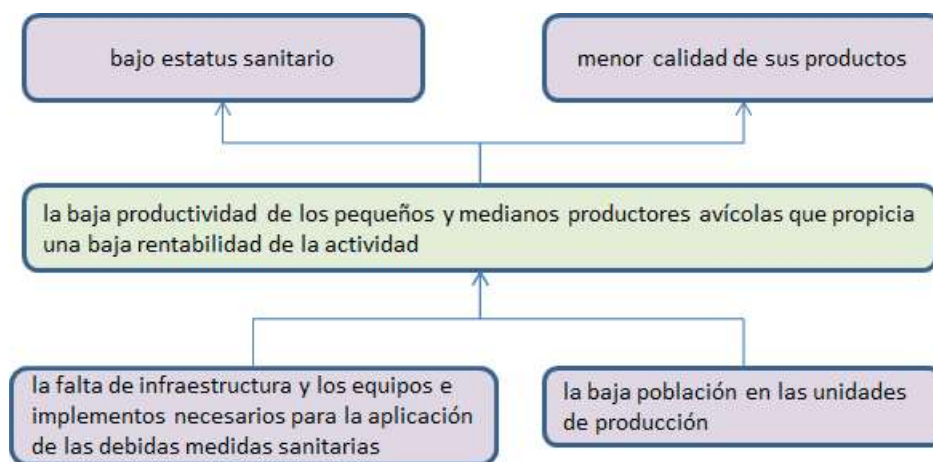 bajo estatus sanitario
menor calidad de sus productos
la baja productividad de los pequeños y medianos productores avícolas que propicia
una baja rentabilidad de la actividad
la falta de infraestructura y los equipos e
implementos necesarios para la aplicación
de las debidas medidas sanitarias
la baja población en las unidades
de producción